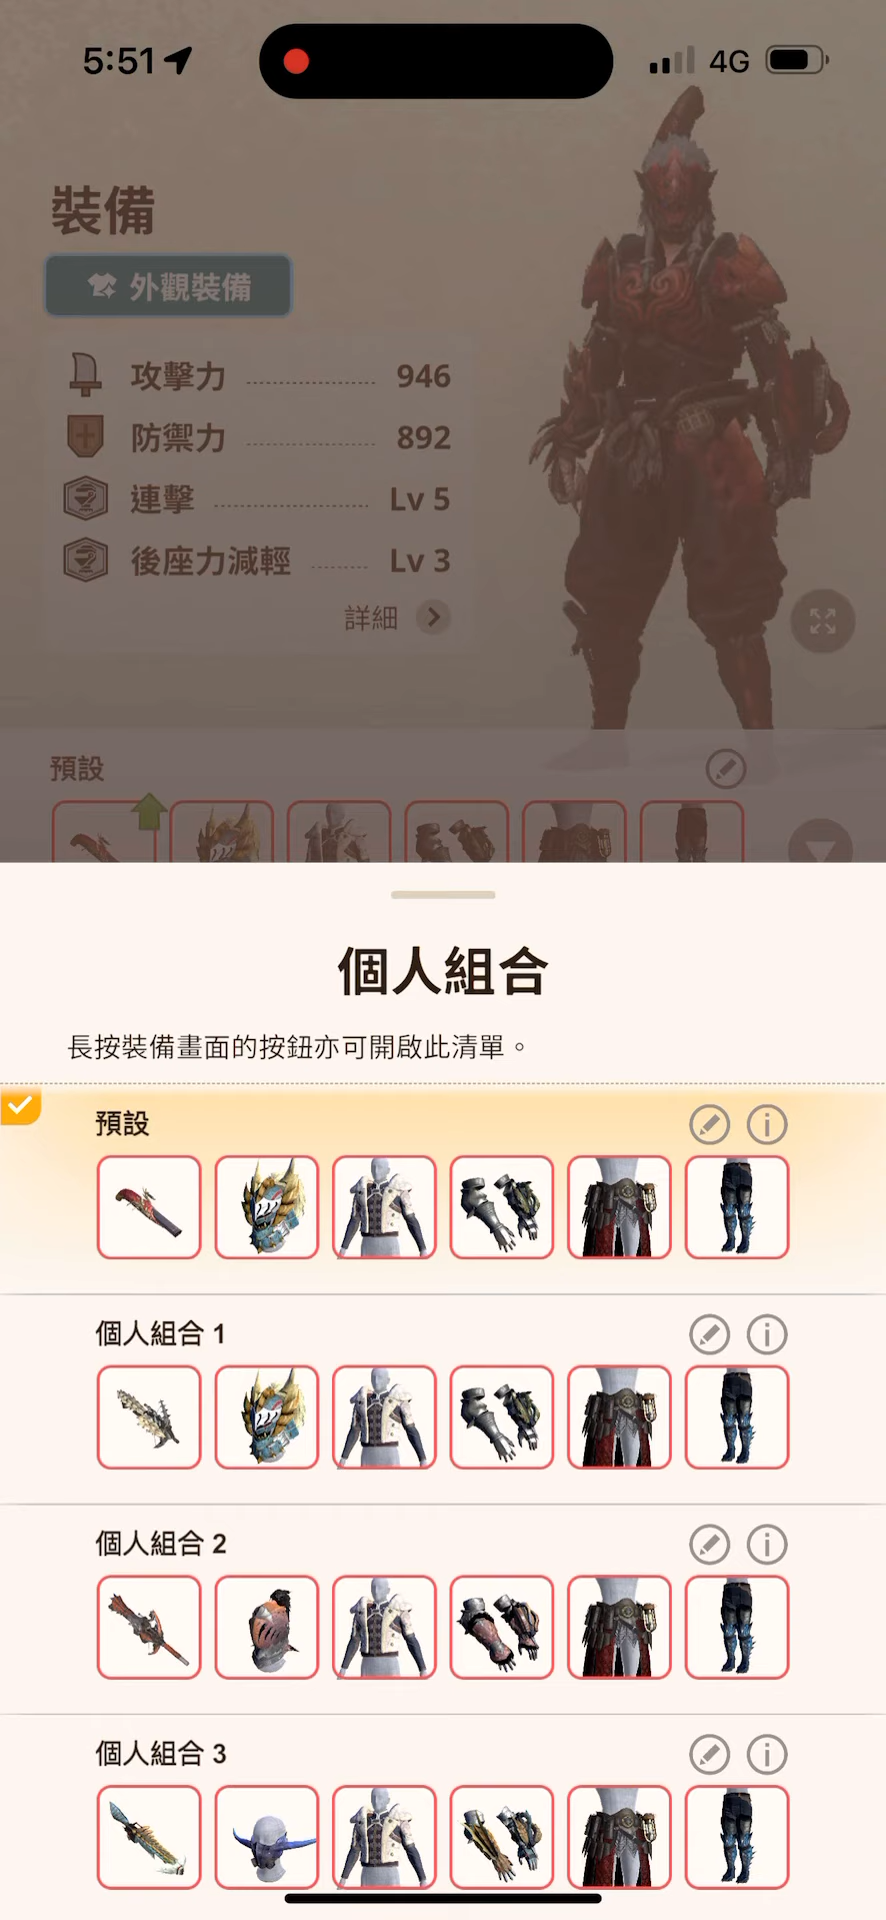 5:51
4G
裝備
外觀裝備
攻擊力 946
防禦力 892
連擊 Lv 5
後座力減輕 Lv 3
詳細
預設
個人組合
長按裝備畫面的按鈕亦可開啟此清單。
預設
個人組合 1
個人組合 2
個人組合 3